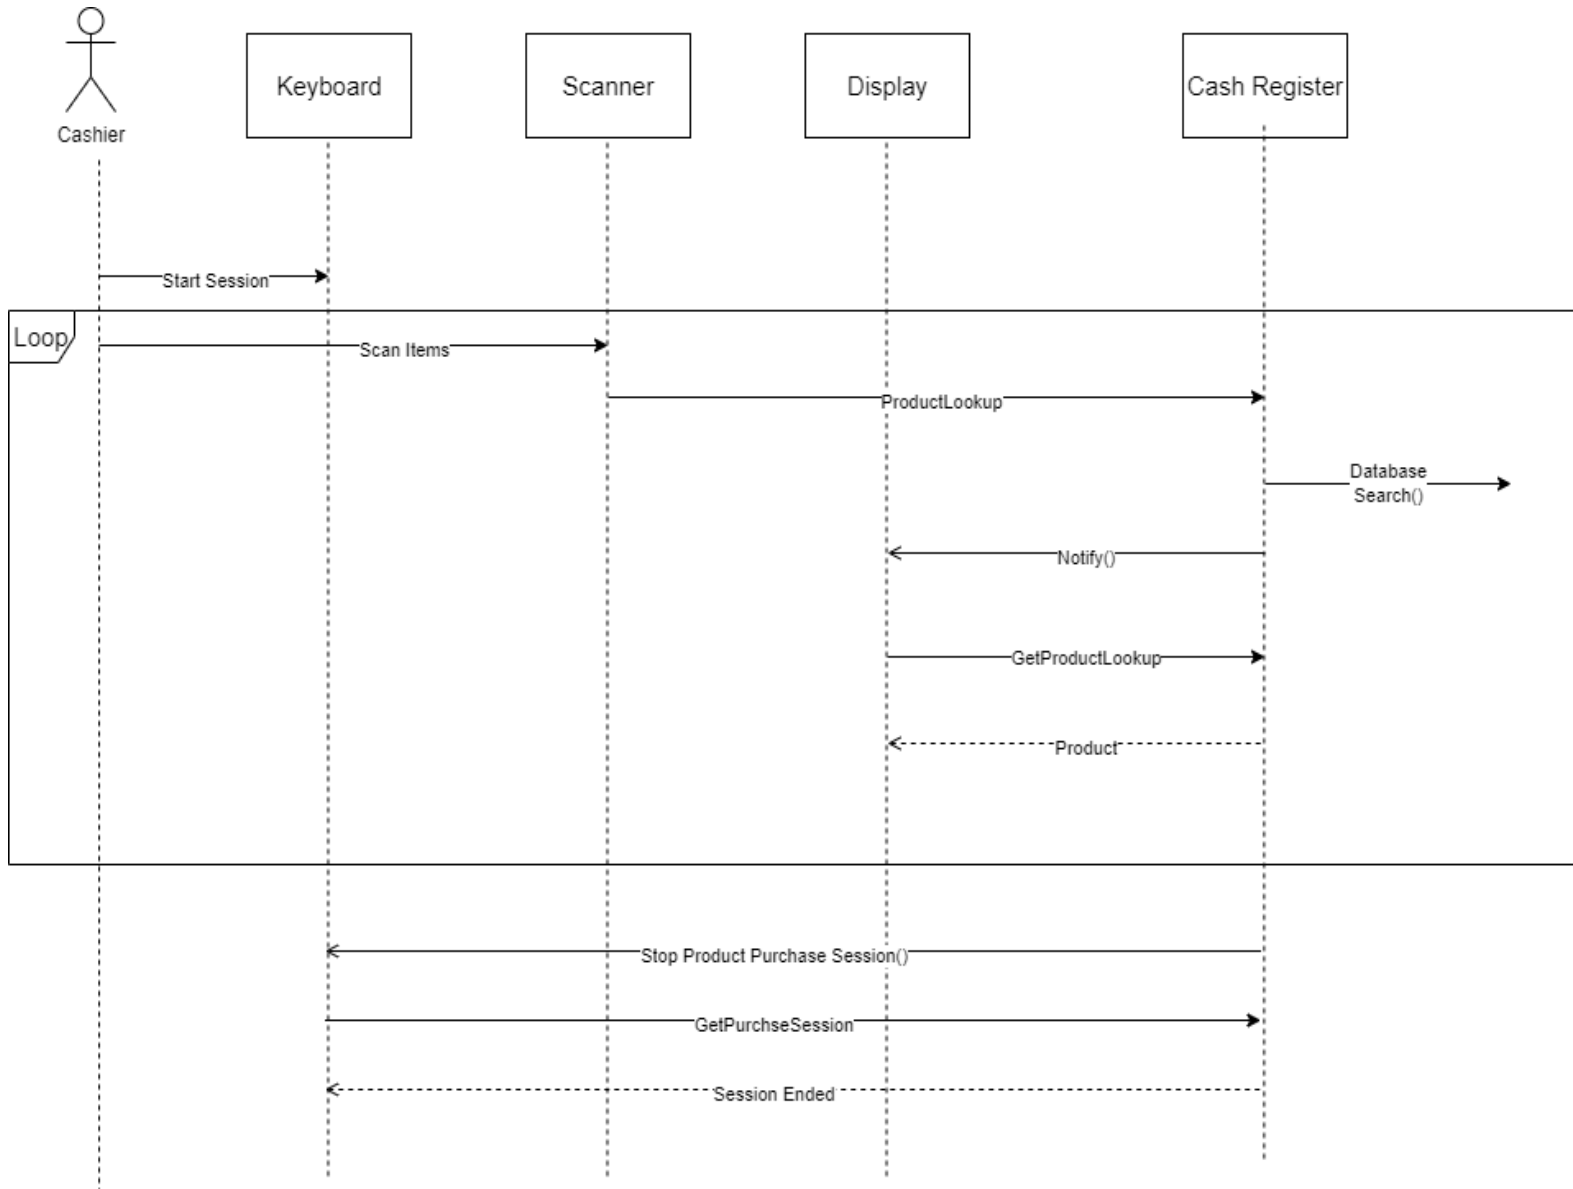 Cashier
Keyboard
Scanner
Display
Cash Register
Start Session
Loop
Scan Items
ProductLookup
Database
Search()
Notify()
GetProductLookup
Product
Stop Product Purchase Session()
GetPurchseSession
Session Ended